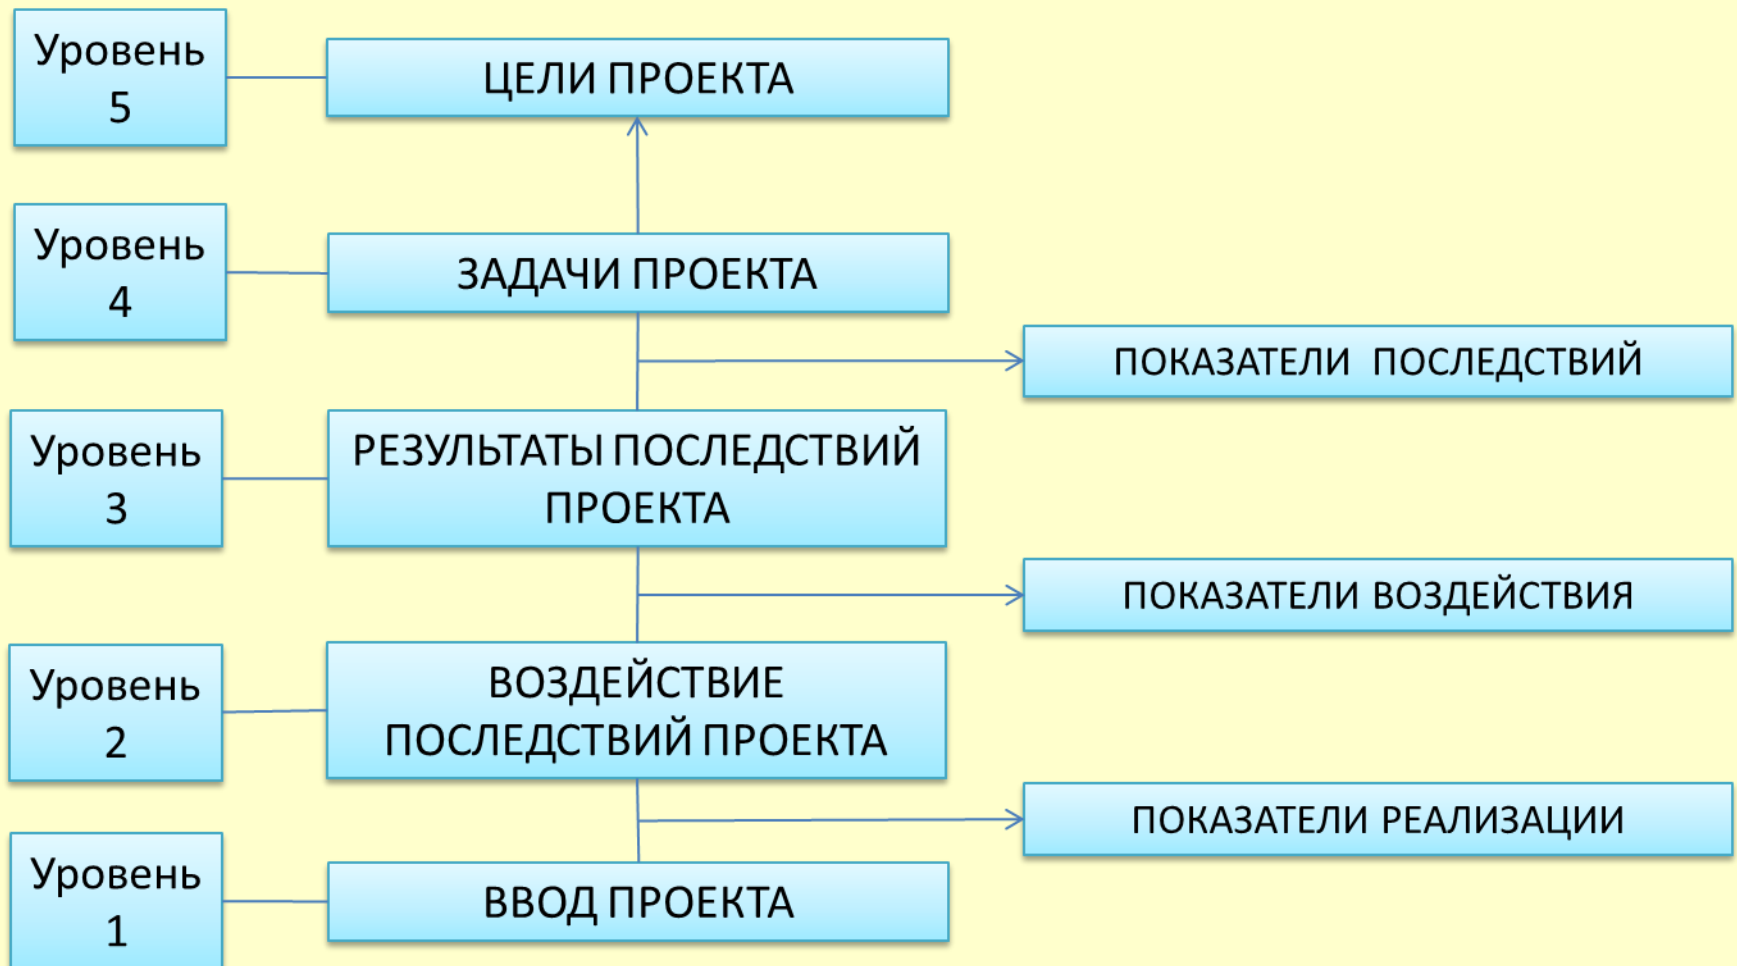 Уровень
5
ЦЕЛИ ПРОЕКТА
Уровень
4
ЗАДАЧИ ПРОЕКТА
ПОКАЗАТЕЛИ ПОСЛЕДСТВИЙ
Уровень
3
РЕЗУЛЬТАТЫ ПОСЛЕДСТВИЙ
ПРОЕКТА
ПОКАЗАТЕЛИ ВОЗДЕЙСТВИЯ
Уровень
2
ВОЗДЕЙСТВИЕ
ПОСЛЕДСТВИЙ ПРОЕКТА
ПОКАЗАТЕЛИ РЕАЛИЗАЦИИ
Уровень
1
ВВОД ПРОЕКТА